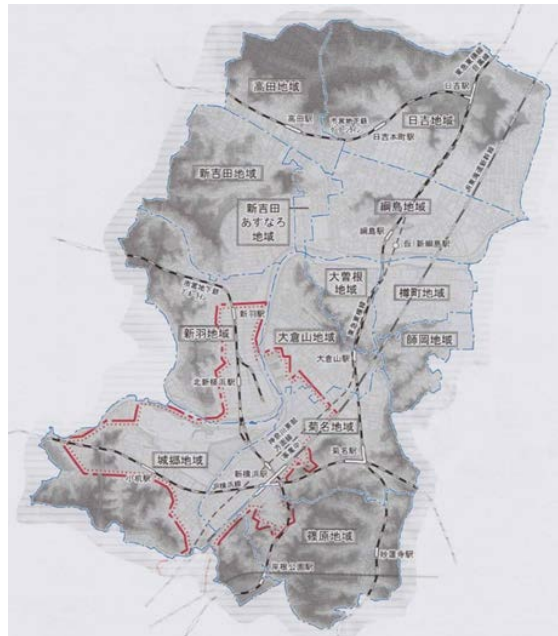 高田地域
日吉駅
高田駅
日吉地域
日吉本町駅
新吉田地域
新吉田
あすなろ
地域
綱島地域
綱島駅
大曽根
地域
樽町地域
新羽駅
新羽地域
大倉山地域
師岡地域
大倉山駅
北新横浜駅
菊名地域
城郷地域
新横浜駅
菊名駅
小机駅
JR横浜線
篠原地域
岸根公園駅
妙蓮寺駅